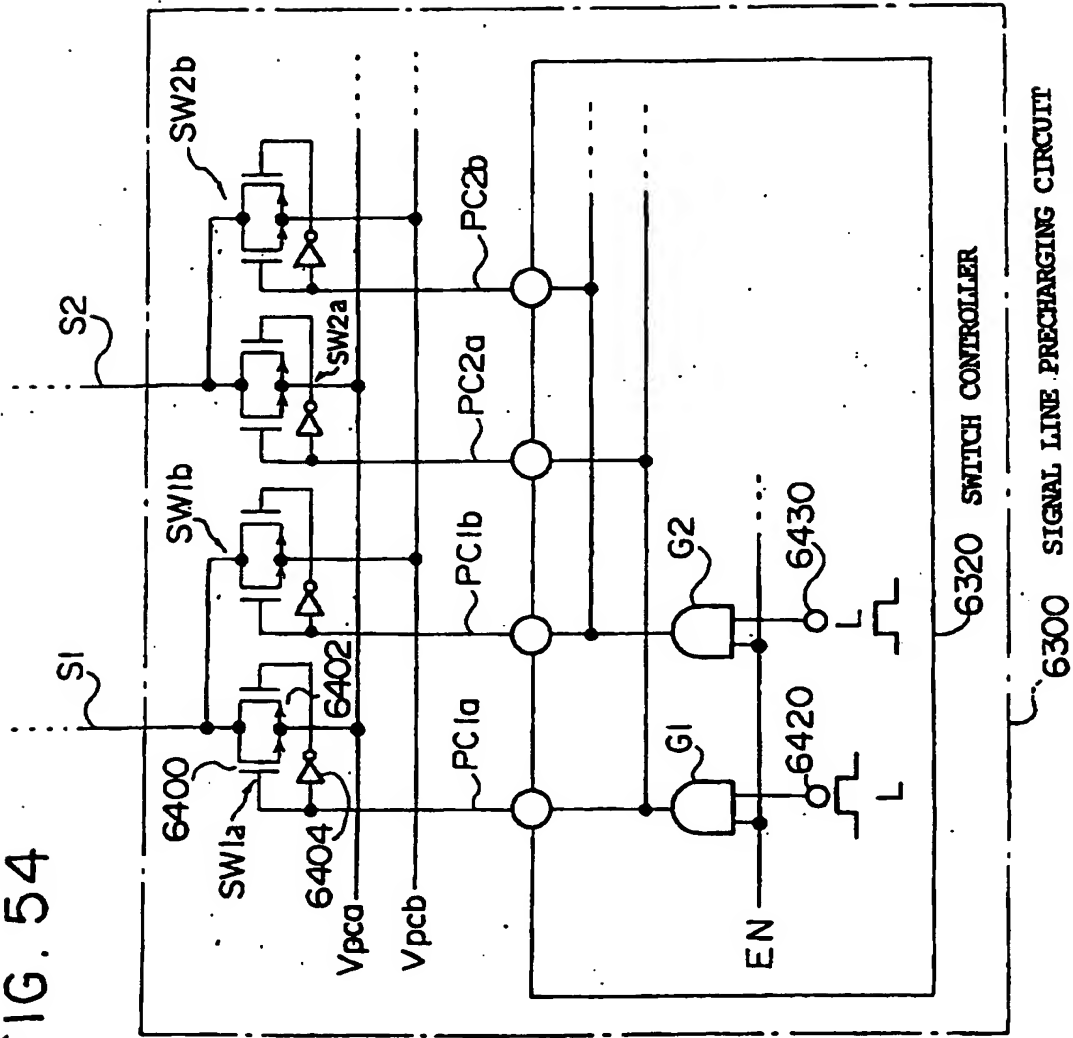 FIG. 54
S1
S2
SW1b
SW2b
6400
SW1a
6402
6404
SW2a
Vpca
Vpcb
PC1a
PC1b
PC2a
PC2b
G1
G2
EN
6420
6430
L
L
6320 SWITCH CONTROLLER
6300 SIGNAL LINE PRECHARGING CIRCUIT